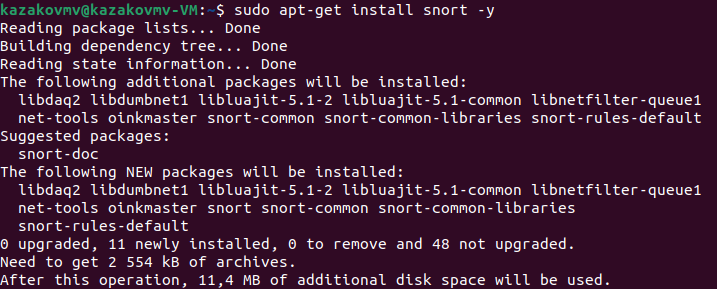 kazakovmv@kazakovmv-VM:~$ sudo apt-get install snort -y
Reading package lists... Done
Building dependency tree... Done
Reading state information... Done
The following additional packages will be installed:
  libdaq2 libdumbnet1 libluajit-5.1-2 libluajit-5.1-common libnetfilter-queue1
  net-tools oinkmaster snort-common snort-common-libraries snort-rules-default
Suggested packages:
  snort-doc
The following NEW packages will be installed:
  libdaq2 libdumbnet1 libluajit-5.1-2 libluajit-5.1-common libnetfilter-queue1
  net-tools oinkmaster snort snort-common snort-common-libraries
  snort-rules-default
0 upgraded, 11 newly installed, 0 to remove and 48 not upgraded.
Need to get 2 554 kB of archives.
After this operation, 11,4 MB of additional disk space will be used.